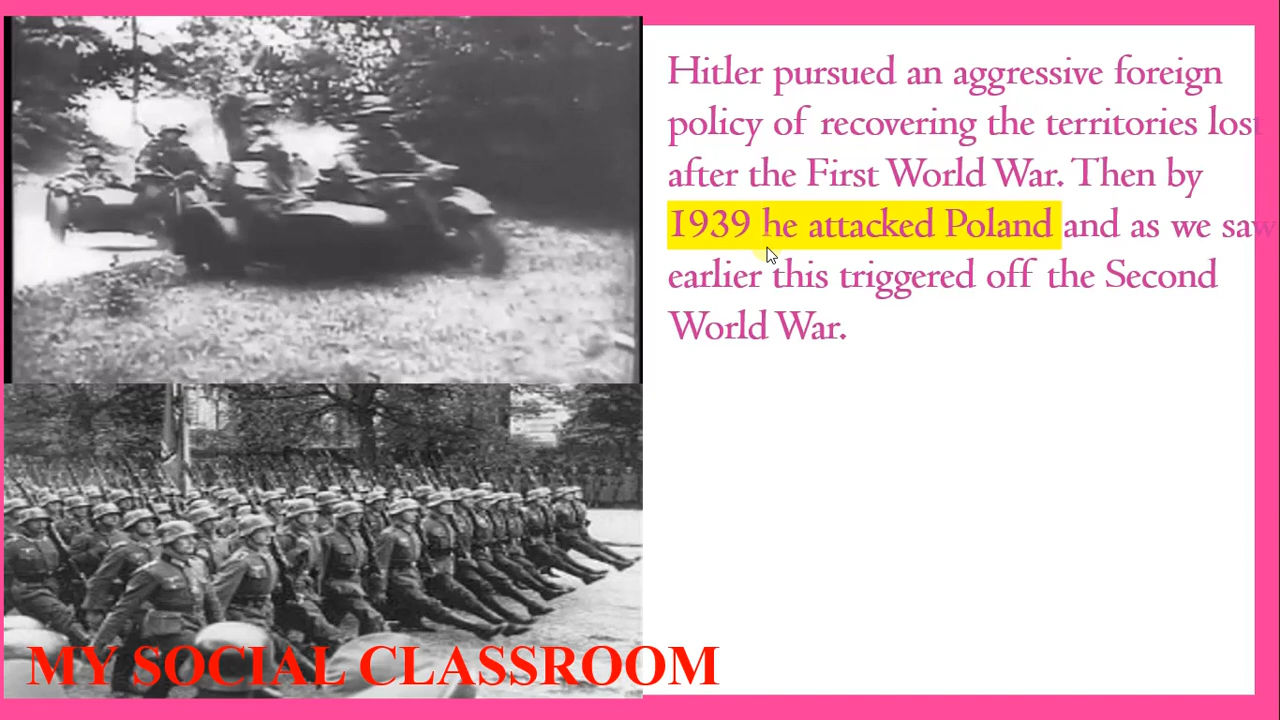 Hitler pursued an aggressive foreign
policy of recovering the territories lost
after the First World War. Then by
1939 he attacked Poland and as we saw
earlier this triggered off the Second
World War.
MY SOCIAL CLASSROOM